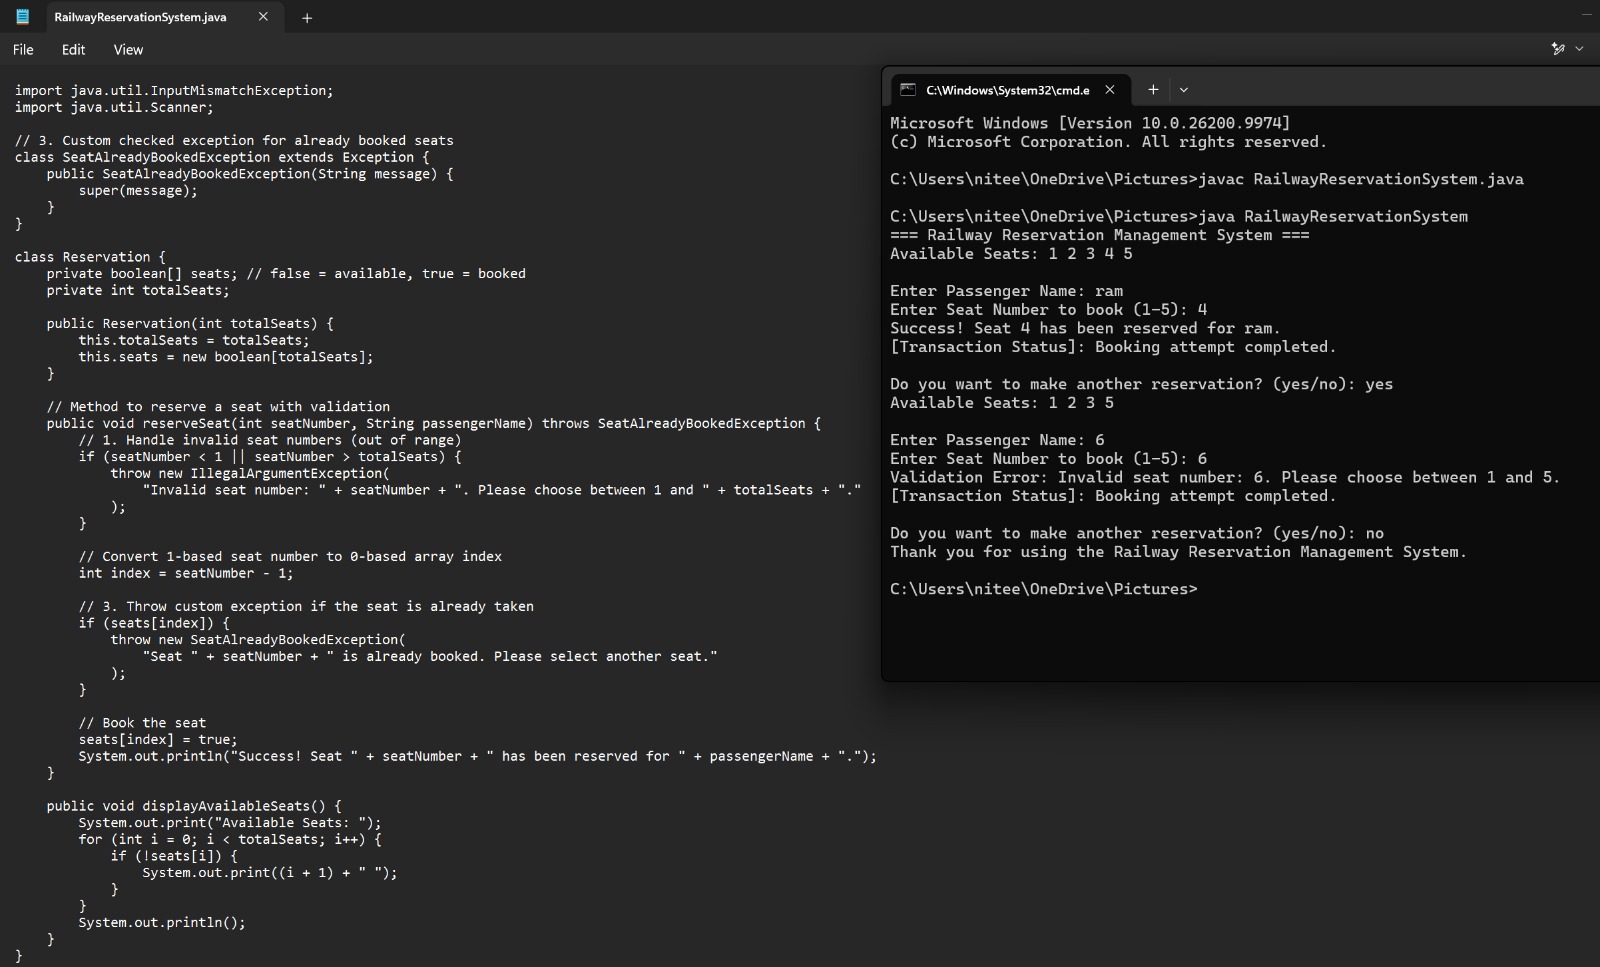 RailwayReservationSystem.java
File Edit View
import java.util.InputMismatchException;
import java.util.Scanner;
// 3. Custom checked exception for already booked seats
class SeatAlreadyBookedException extends Exception {
    public SeatAlreadyBookedException(String message) {
        super(message);
    }
}
class Reservation {
    private boolean[] seats; // false = available, true = booked
    private int totalSeats;
    public Reservation(int totalSeats) {
        this.totalSeats = totalSeats;
        this.seats = new boolean[totalSeats];
    }
    // Method to reserve a seat with validation
    public void reserveSeat(int seatNumber, String passengerName) throws SeatAlreadyBookedException {
        // 1. Handle invalid seat numbers (out of range)
        if (seatNumber < 1 || seatNumber > totalSeats) {
            throw new IllegalArgumentException(
                "Invalid seat number: " + seatNumber + ". Please choose between 1 and " + totalSeats + "."
            );
        }
        // Convert 1-based seat number to 0-based array index
        int index = seatNumber - 1;
        // 3. Throw custom exception if the seat is already taken
        if (seats[index]) {
            throw new SeatAlreadyBookedException(
                "Seat " + seatNumber + " is already booked. Please select another seat."
            );
        }
        // Book the seat
        seats[index] = true;
        System.out.println("Success! Seat " + seatNumber + " has been reserved for " + passengerName + ".");
    }
    public void displayAvailableSeats() {
        System.out.print("Available Seats: ");
        for (int i = 0; i < totalSeats; i++) {
            if (!seats[i]) {
                System.out.print((i + 1) + " ");
            }
        }
        System.out.println();
    }
}
C:\Windows\System32\cmd.e
Microsoft Windows [Version 10.0.26200.9974]
(c) Microsoft Corporation. All rights reserved.
C:\Users\nitee\OneDrive\Pictures>javac RailwayReservationSystem.java
C:\Users\nitee\OneDrive\Pictures>java RailwayReservationSystem
=== Railway Reservation Management System ===
Available Seats: 1 2 3 4 5
Enter Passenger Name: ram
Enter Seat Number to book (1-5): 4
Success! Seat 4 has been reserved for ram.
[Transaction Status]: Booking attempt completed.
Do you want to make another reservation? (yes/no): yes
Available Seats: 1 2 3 5
Enter Passenger Name: 6
Enter Seat Number to book (1-5): 6
Validation Error: Invalid seat number: 6. Please choose between 1 and 5.
[Transaction Status]: Booking attempt completed.
Do you want to make another reservation? (yes/no): no
Thank you for using the Railway Reservation Management System.
C:\Users\nitee\OneDrive\Pictures>